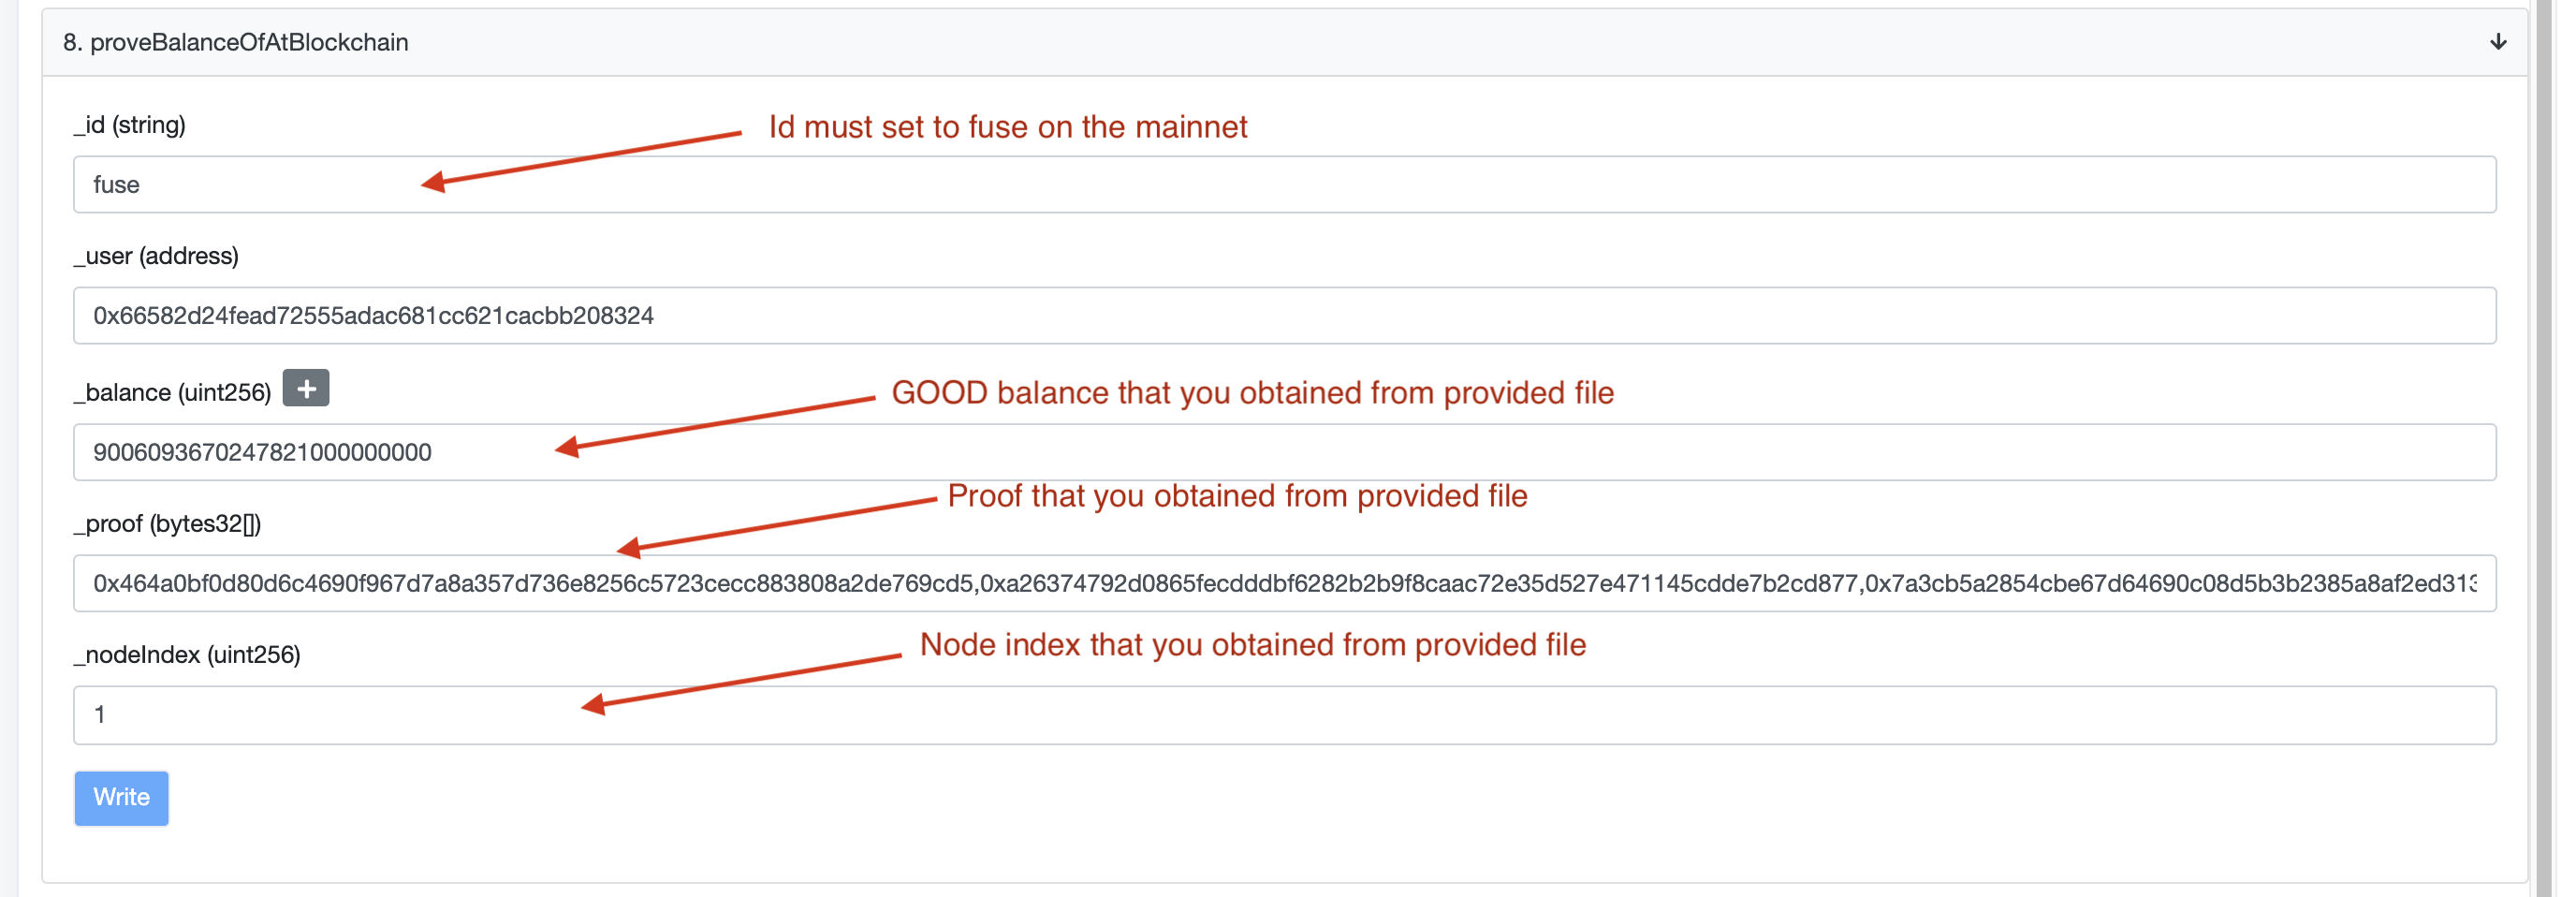 8. proveBalanceOfAtBlockchain
_id (string)
Id must set to fuse on the mainnet
fuse
_user (address)
0x66582d24fead72555adac681cc621cacbb208324
_balance (uint256)
GOOD balance that you obtained from provided file
9006093670247821000000000
Proof that you obtained from provided file
_proof (bytes32[])
0x464a0bf0d80d6c4690f967d7a8a357d736e8256c5723cecc883808a2de769cd5,0xa26374792d0865fecdddbf6282b2b9f8caac72e35d527e471145cdde7b2cd877,0x7a3cb5a2854cbe67d64690c08d5b3b2385a8af2ed313
Node index that you obtained from provided file
_nodeIndex (uint256)
1
Write